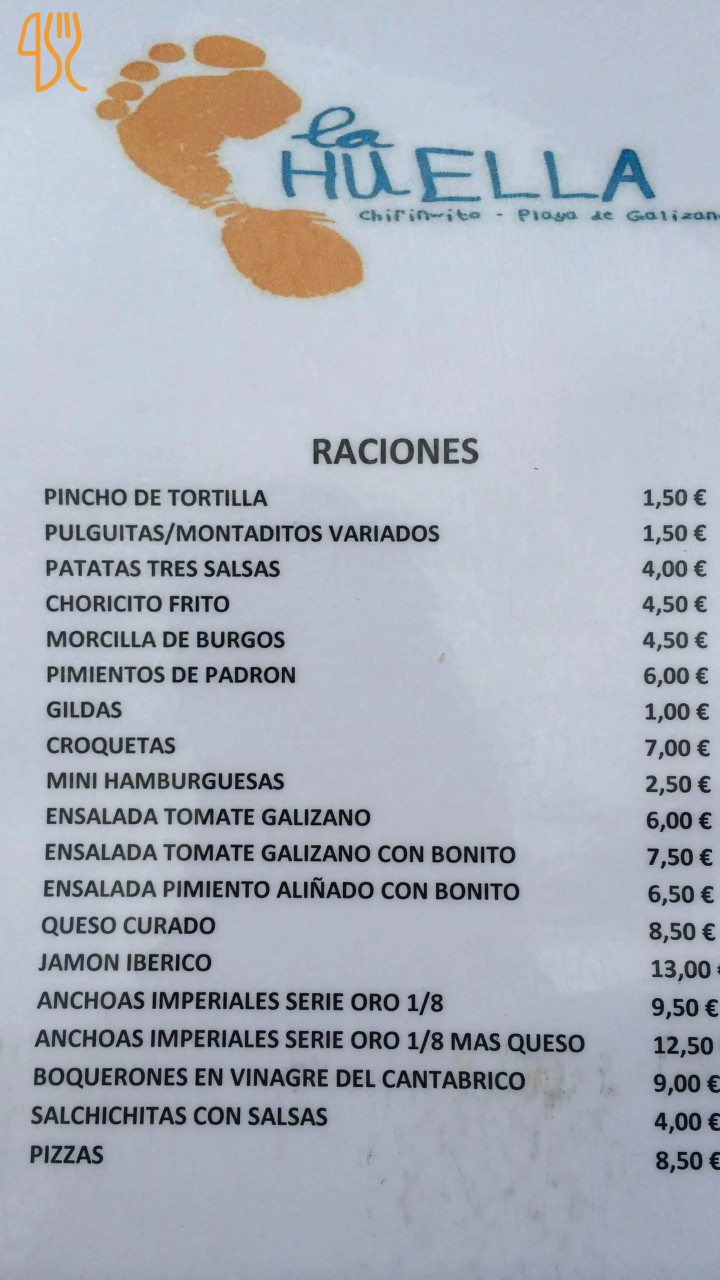 la
HUELLA
Chiringuito - Playa de Galizano
RACIONES
PINCHO DE TORTILLA 1,50 €
PULGUITAS/MONTADITOS VARIADOS 1,50 €
PATATAS TRES SALSAS 4,00 €
CHORICITO FRITO 4,50 €
MORCILLA DE BURGOS 4,50 €
PIMIENTOS DE PADRON 6,00 €
GILDAS 1,00 €
CROQUETAS 7,00 €
MINI HAMBURGUESAS 2,50 €
ENSALADA TOMATE GALIZANO 6,00 €
ENSALADA TOMATE GALIZANO CON BONITO 7,50 €
ENSALADA PIMIENTO ALIÑADO CON BONITO 6,50 €
QUESO CURADO 8,50 €
JAMON IBERICO 13,00 €
ANCHOAS IMPERIALES SERIE ORO 1/8 9,50 €
ANCHOAS IMPERIALES SERIE ORO 1/8 MAS QUESO 12,50
BOQUERONES EN VINAGRE DEL CANTABRICO 9,00 €
SALCHICHITAS CON SALSAS 4,00 €
PIZZAS 8,50 €